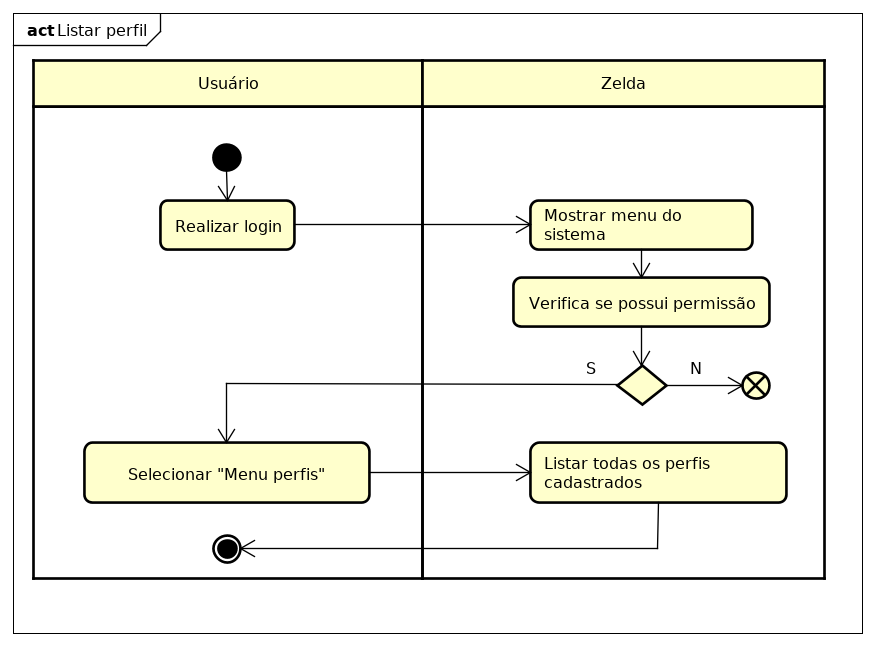 act Listar perfil
Usuário
Zelda
Realizar login
Mostrar menu do
sistema
Verifica se possui permissão
S
N
Selecionar "Menu perfis"
Listar todas os perfis
cadastrados